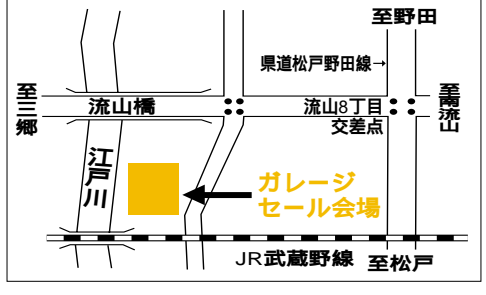 至野田
県道松戸野田線→
至三郷
流山橋
流山8丁目
交差点
至南流山
江戸川
ガレージ
セール会場
JR武蔵野線
至松戸